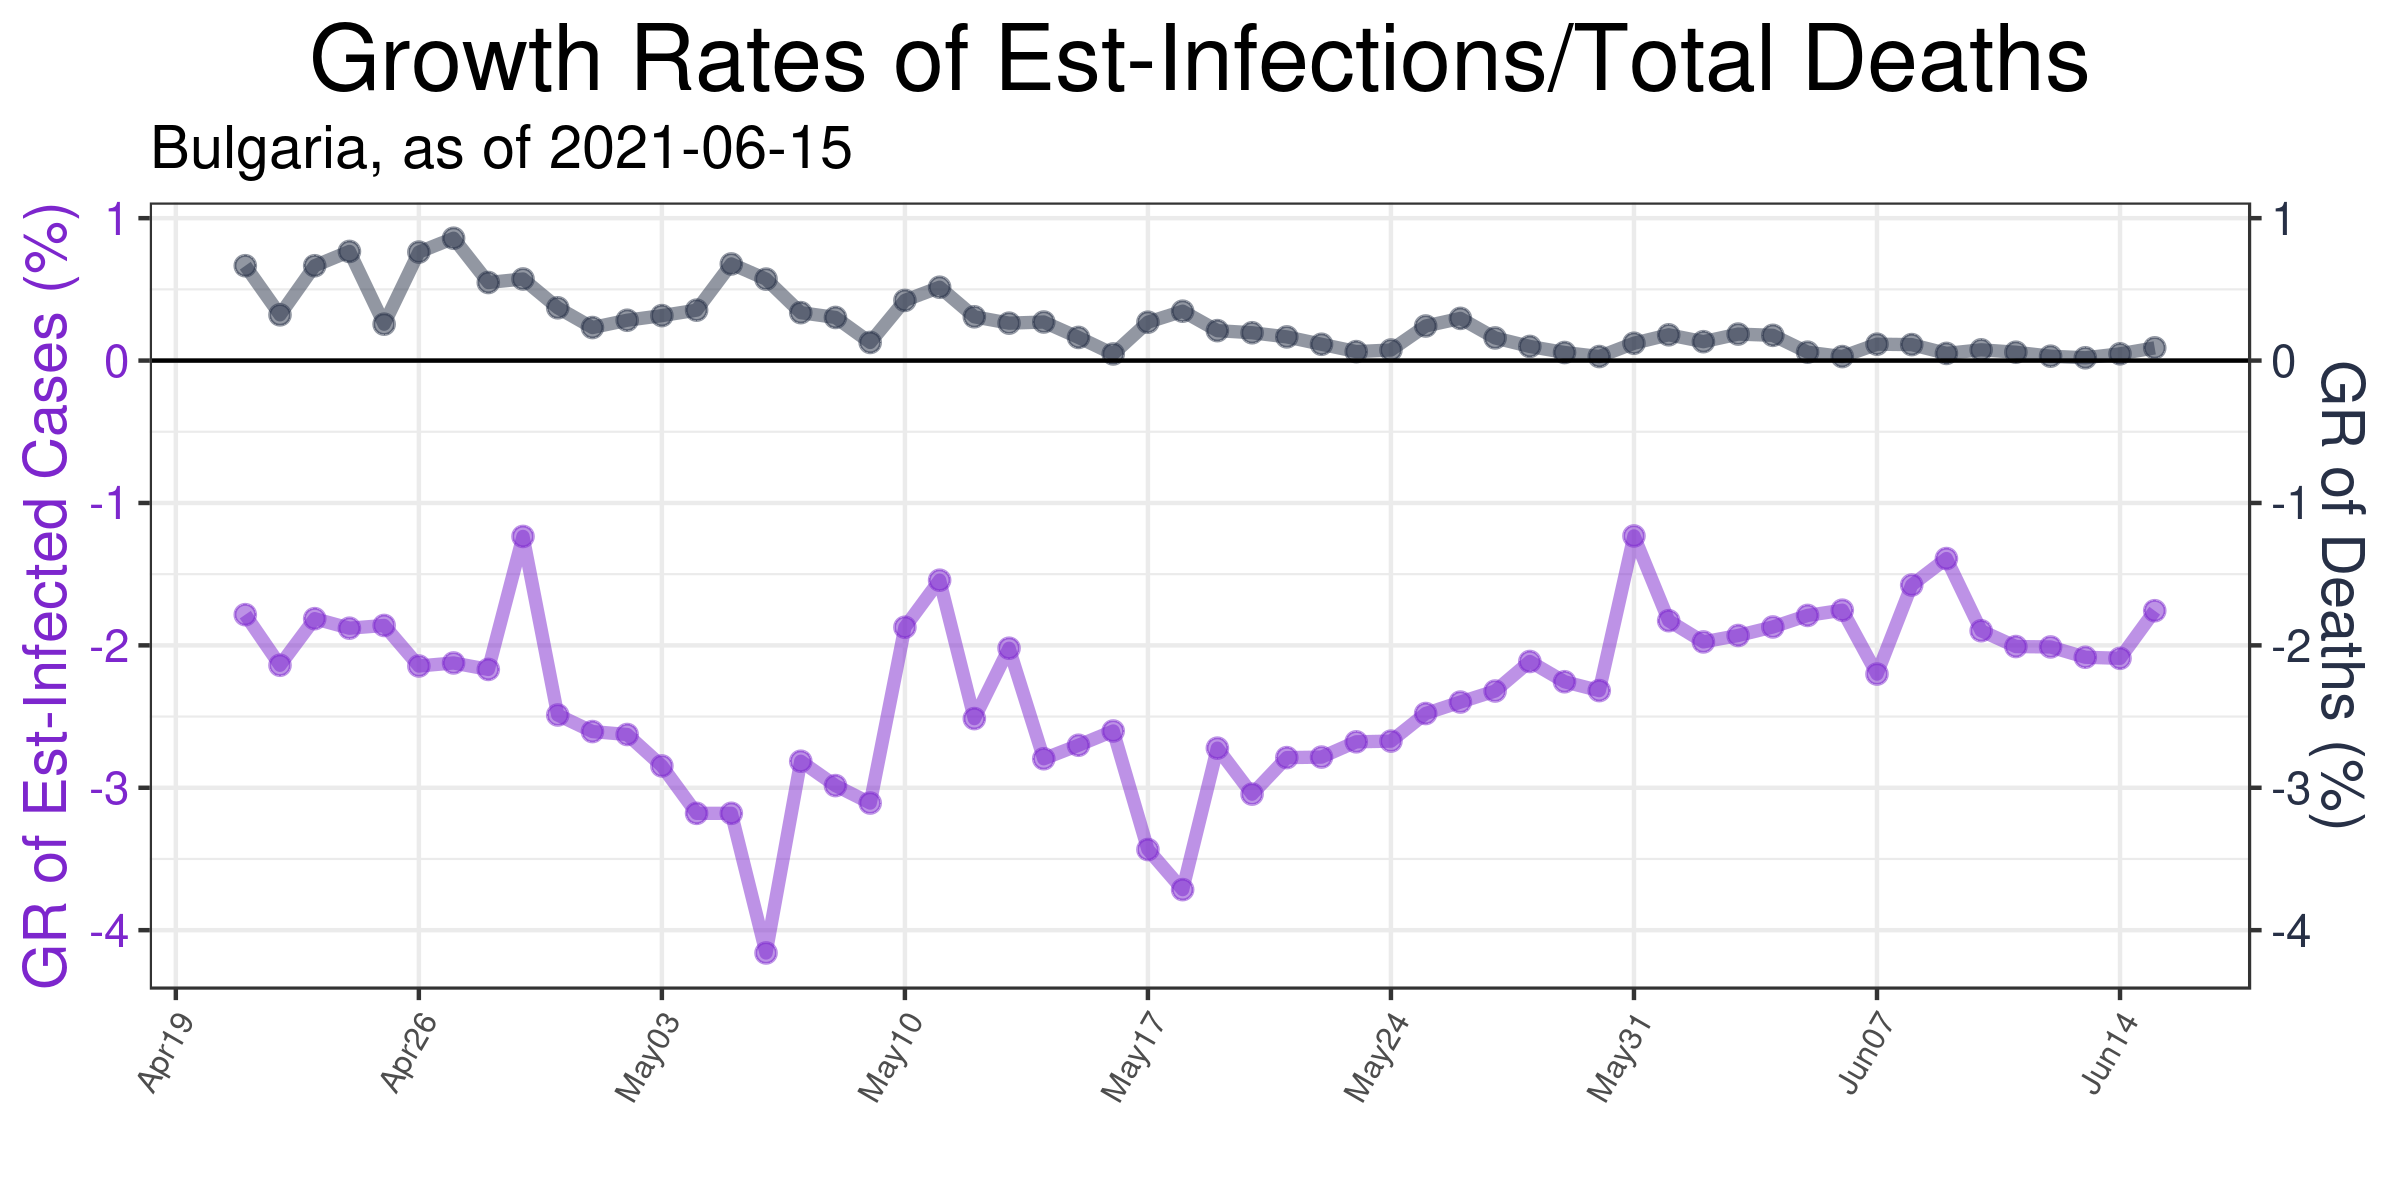 Growth Rates of Est-Infections/Total Deaths
Bulgaria, as of 2021-06-15
GR of Est-Infected Cases (%)
1
0
-1
-2
-3
-4
1
0
-1
-2
-3
-4
GR of Deaths (%)
Apr19
Apr26
May03
May10
May17
May24
May31
Jun07
Jun14